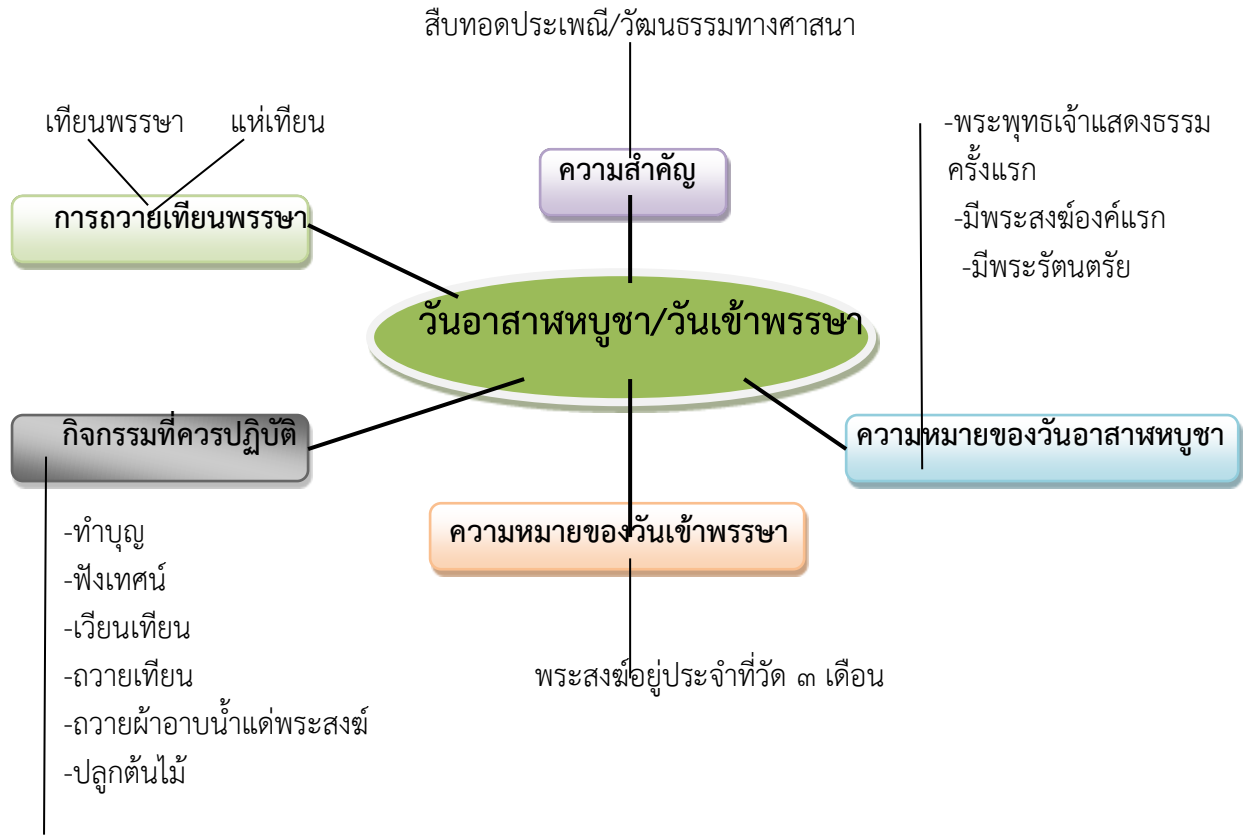 สืบทอดประเพณี/วัฒนธรรมทางศาสนา
เทียนพรรษา
แห่เทียน
-พระพุทธเจ้าแสดงธรรม
ครั้งแรก
-มีพระสงฆ์องค์แรก
-มีพระรัตนตรัย
ความสำคัญ
การถวายเทียนพรรษา
วันอาสาฬหบูชา/วันเข้าพรรษา
กิจกรรมที่ควรปฏิบัติ
ความหมายของวันอาสาฬหบูชา
ความหมายของวันเข้าพรรษา
-ทำบุญ
-ฟังเทศน์
-เวียนเทียน
-ถวายเทียน
-ถวายผ้าอาบน้ำแด่พระสงฆ์
-ปลูกต้นไม้
พระสงฆ์อยู่ประจำที่วัด ๓ เดือน